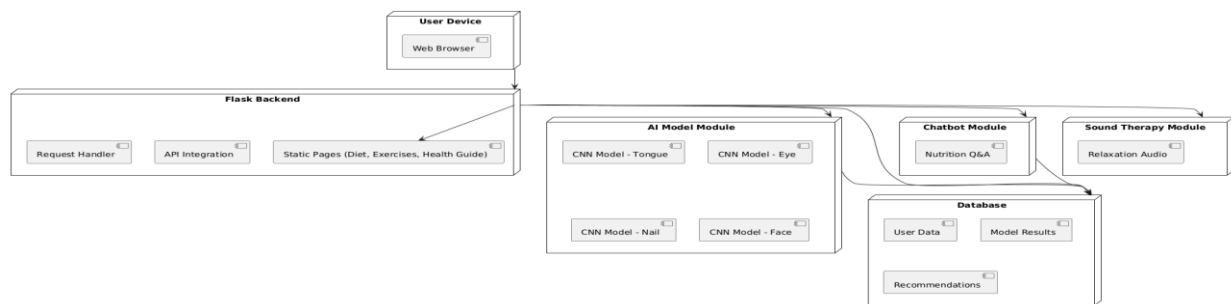 User Device
Web Browser
Flask Backend
Request Handler
API Integration
Static Pages (Diet, Exercises, Health Guide)
AI Model Module
CNN Model - Tongue
CNN Model - Eye
CNN Model - Nail
CNN Model - Face
Chatbot Module
Nutrition Q&A
Sound Therapy Module
Relaxation Audio
Database
User Data
Model Results
Recommendations